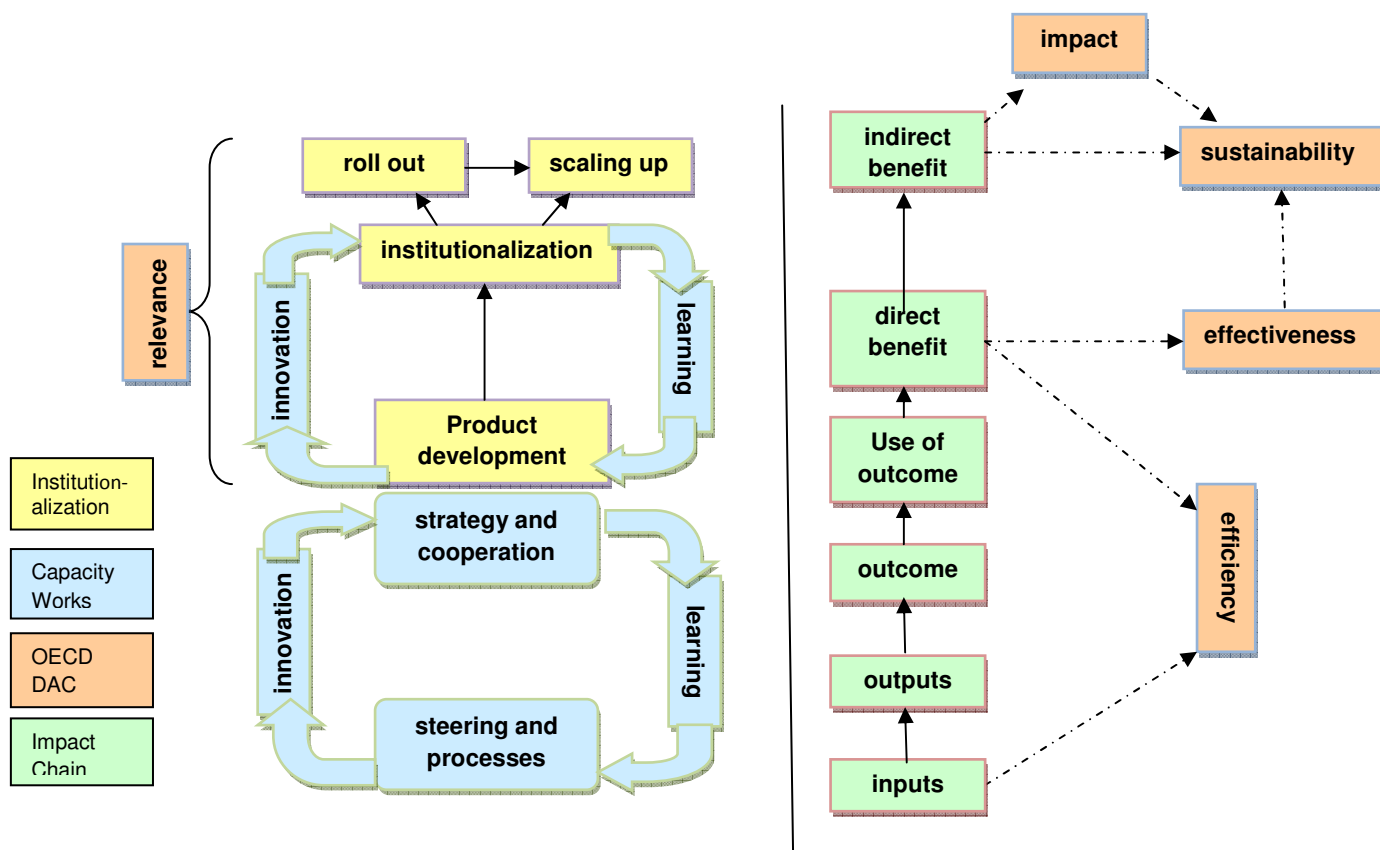 relevance
roll out
scaling up
institutionalization
innovation
learning
Product
development
strategy and
cooperation
innovation
learning
steering and
processes
Institution-
alization
Capacity
Works
OECD
DAC
Impact
Chain
impact
indirect
benefit
sustainability
direct
benefit
effectiveness
Use of
outcome
outcome
efficiency
outputs
inputs